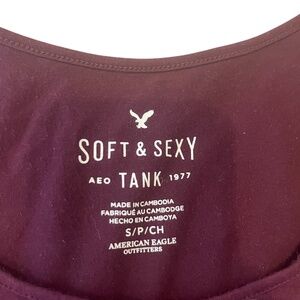 SOFT & SEXY
AEO TANK 1977
MADE IN CAMBODIA
FABRIQUÉ AU CAMBODGE
HECHO EN CAMBOYA
S/P/CH
AMERICAN EAGLE
OUTFITTERS